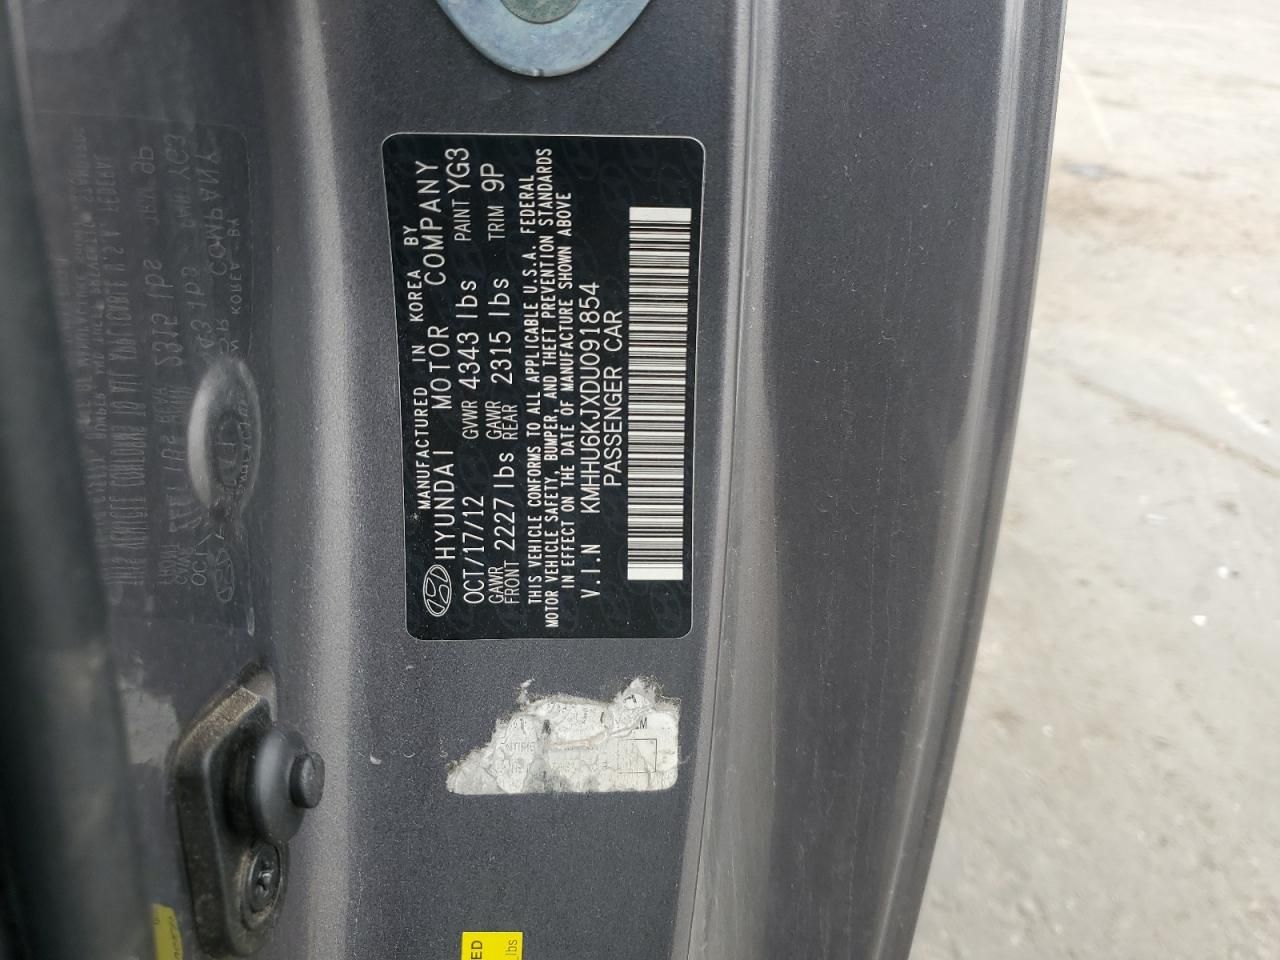 MANUFACTURED IN KOREA BY
HYUNDAI MOTOR COMPANY
OCT/17/12 GVWR 4343 lbs PAINT YG3
GAWR FRONT 2227 lbs GAWR REAR 2315 lbs TRIM 9P
THIS VEHICLE CONFORMS TO ALL APPLICABLE U.S.A. FEDERAL
MOTOR VEHICLE SAFETY, BUMPER, AND THEFT PREVENTION STANDARDS
IN EFFECT ON THE DATE OF MANUFACTURE SHOWN ABOVE
V.I.N KMHHU6KJXDU091854
PASSENGER CAR
lbs